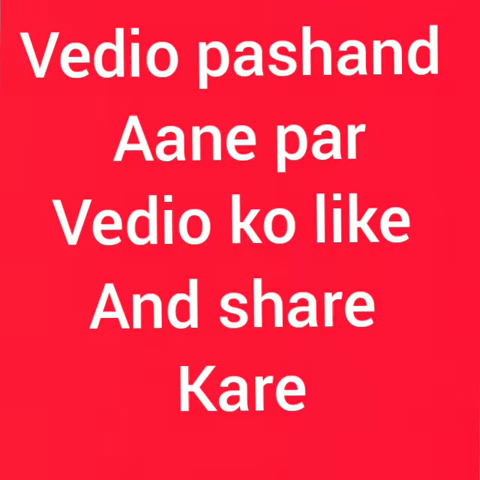 Vedio pashand
Aane par
Vedio ko like
And share
Kare